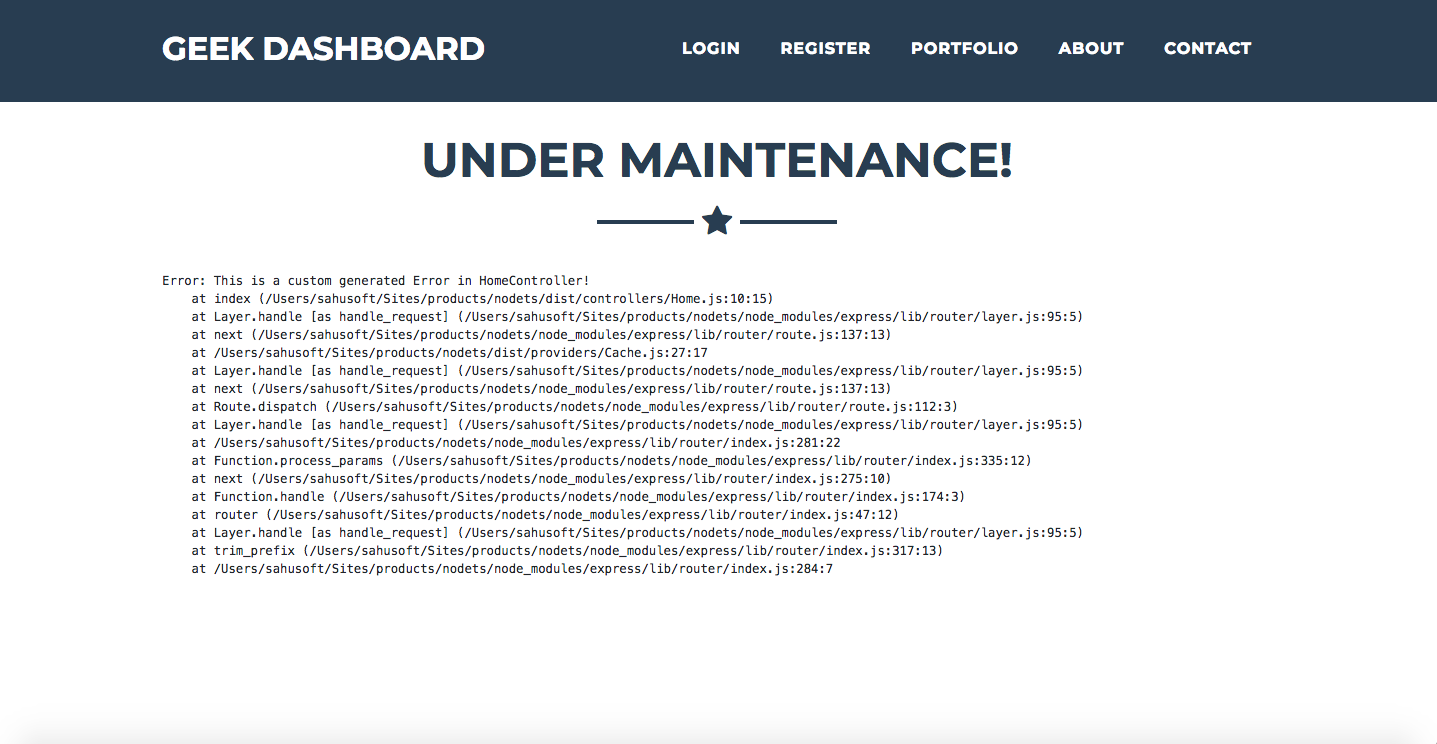 GEEK DASHBOARD
LOGIN REGISTER PORTFOLIO ABOUT CONTACT
UNDER MAINTENANCE!
Error: This is a custom generated Error in HomeController!
at index (/Users/sahusoft/Sites/products/nodets/dist/controllers/Home.js:10:15)
at Layer.handle [as handle_request] (/Users/sahusoft/Sites/products/nodets/node_modules/express/lib/router/layer.js:95:5)
at next (/Users/sahusoft/Sites/products/nodets/node_modules/express/lib/router/route.js:137:13)
at /Users/sahusoft/Sites/products/nodets/dist/providers/Cache.js:27:17
at Layer.handle [as handle_request] (/Users/sahusoft/Sites/products/nodets/node_modules/express/lib/router/layer.js:95:5)
at next (/Users/sahusoft/Sites/products/nodets/node_modules/express/lib/router/route.js:137:13)
at Route.dispatch (/Users/sahusoft/Sites/products/nodets/node_modules/express/lib/router/route.js:112:3)
at Layer.handle [as handle_request] (/Users/sahusoft/Sites/products/nodets/node_modules/express/lib/router/layer.js:95:5)
at /Users/sahusoft/Sites/products/nodets/node_modules/express/lib/router/index.js:281:22
at Function.process_params (/Users/sahusoft/Sites/products/nodets/node_modules/express/lib/router/index.js:335:12)
at next (/Users/sahusoft/Sites/products/nodets/node_modules/express/lib/router/index.js:275:10)
at Function.handle (/Users/sahusoft/Sites/products/nodets/node_modules/express/lib/router/index.js:174:3)
at router (/Users/sahusoft/Sites/products/nodets/node_modules/express/lib/router/index.js:47:12)
at Layer.handle [as handle_request] (/Users/sahusoft/Sites/products/nodets/node_modules/express/lib/router/layer.js:95:5)
at trim_prefix (/Users/sahusoft/Sites/products/nodets/node_modules/express/lib/router/index.js:317:13)
at /Users/sahusoft/Sites/products/nodets/node_modules/express/lib/router/index.js:284:7